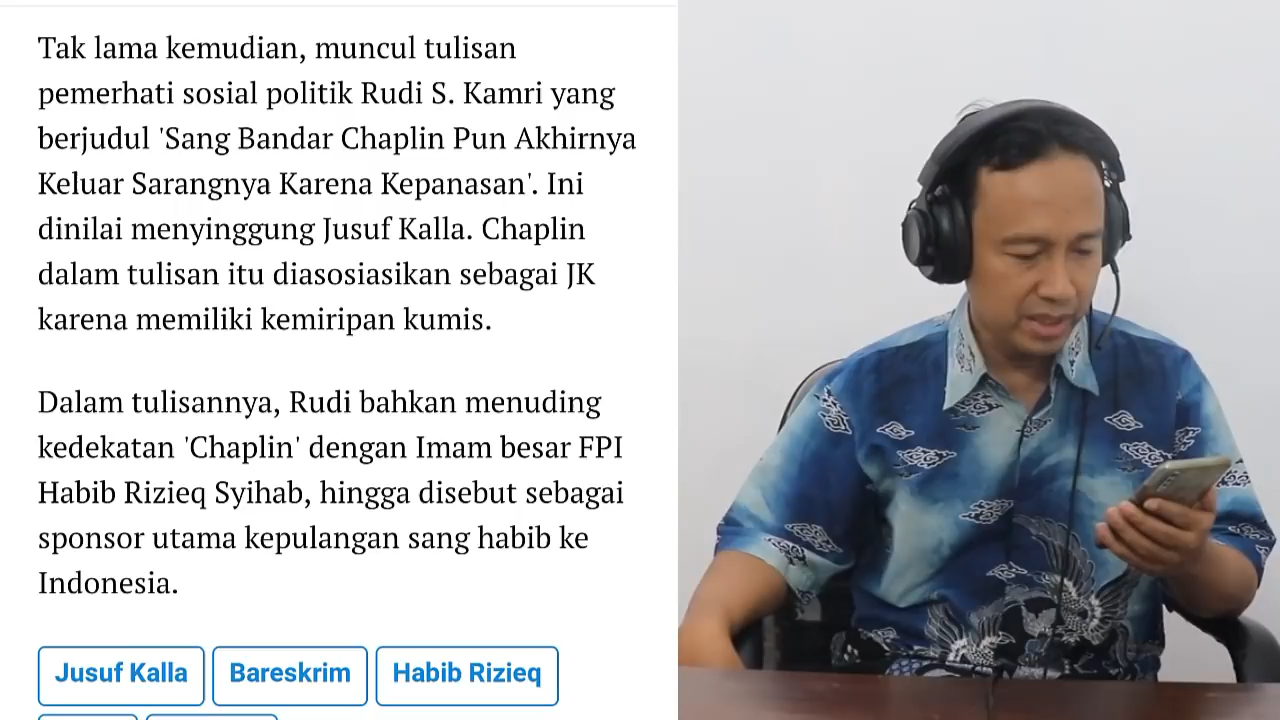 Tak lama kemudian, muncul tulisan
pemerhati sosial politik Rudi S. Kamri yang
berjudul 'Sang Bandar Chaplin Pun Akhirnya
Keluar Sarangnya Karena Kepanasan'. Ini
dinilai menyinggung Jusuf Kalla. Chaplin
dalam tulisan itu diasosiasikan sebagai JK
karena memiliki kemiripan kumis.
Dalam tulisannya, Rudi bahkan menuding
kedekatan 'Chaplin' dengan Imam besar FPI
Habib Rizieq Syihab, hingga disebut sebagai
sponsor utama kepulangan sang habib ke
Indonesia.
Jusuf Kalla Bareskrim Habib Rizieq